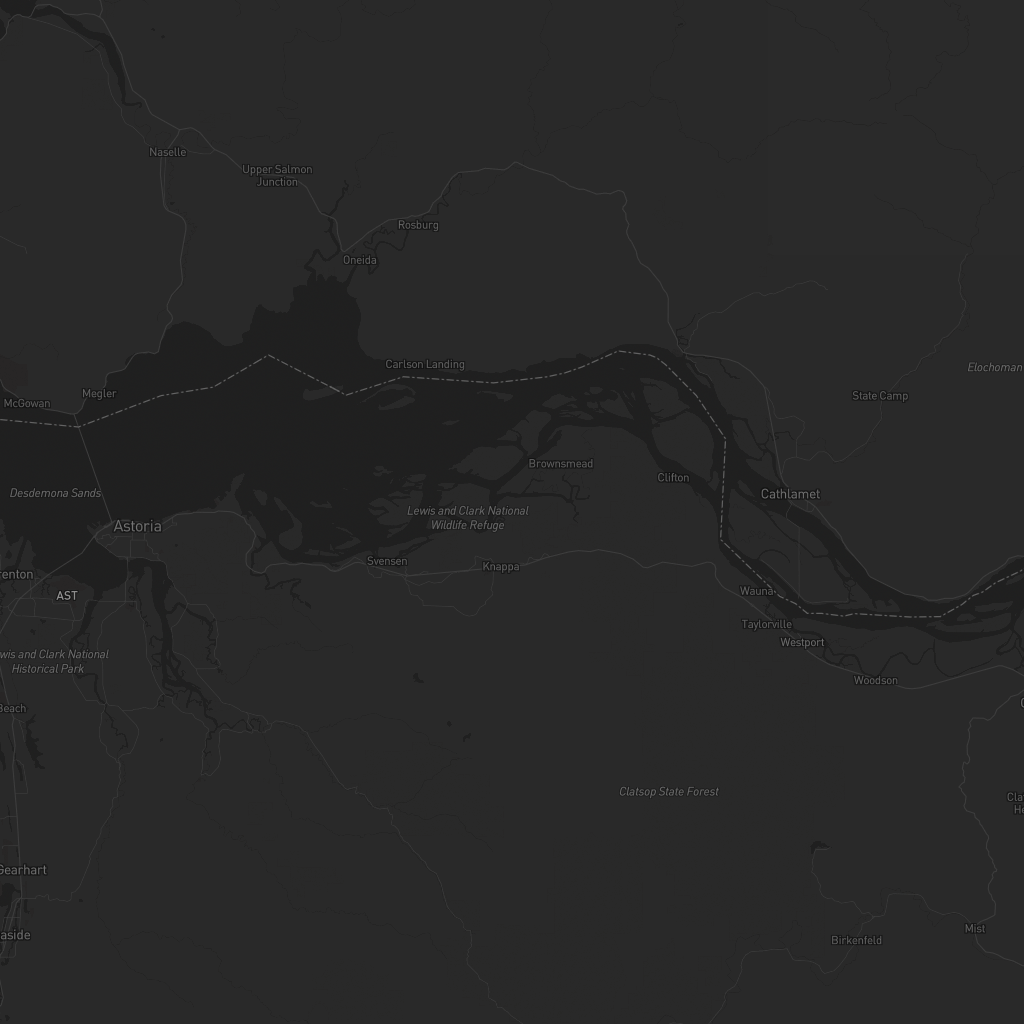 Naselle
Upper Salmon
Junction
Rosburg
Oneida
Carlson Landing
Elochoman
Megler
McGowan
State Camp
Brownsmead
Clifton
Desdemona Sands
Cathlamet
Lewis and Clark National
Wildlife Refuge
Astoria
Svensen
Knappa
renton
AST
Wauna
Taylorville
Westport
wis and Clark National
Historical Park
Woodson
Beach
Clatsop State Forest
Cla
He
Gearhart
aside
Birkenfeld
Mist